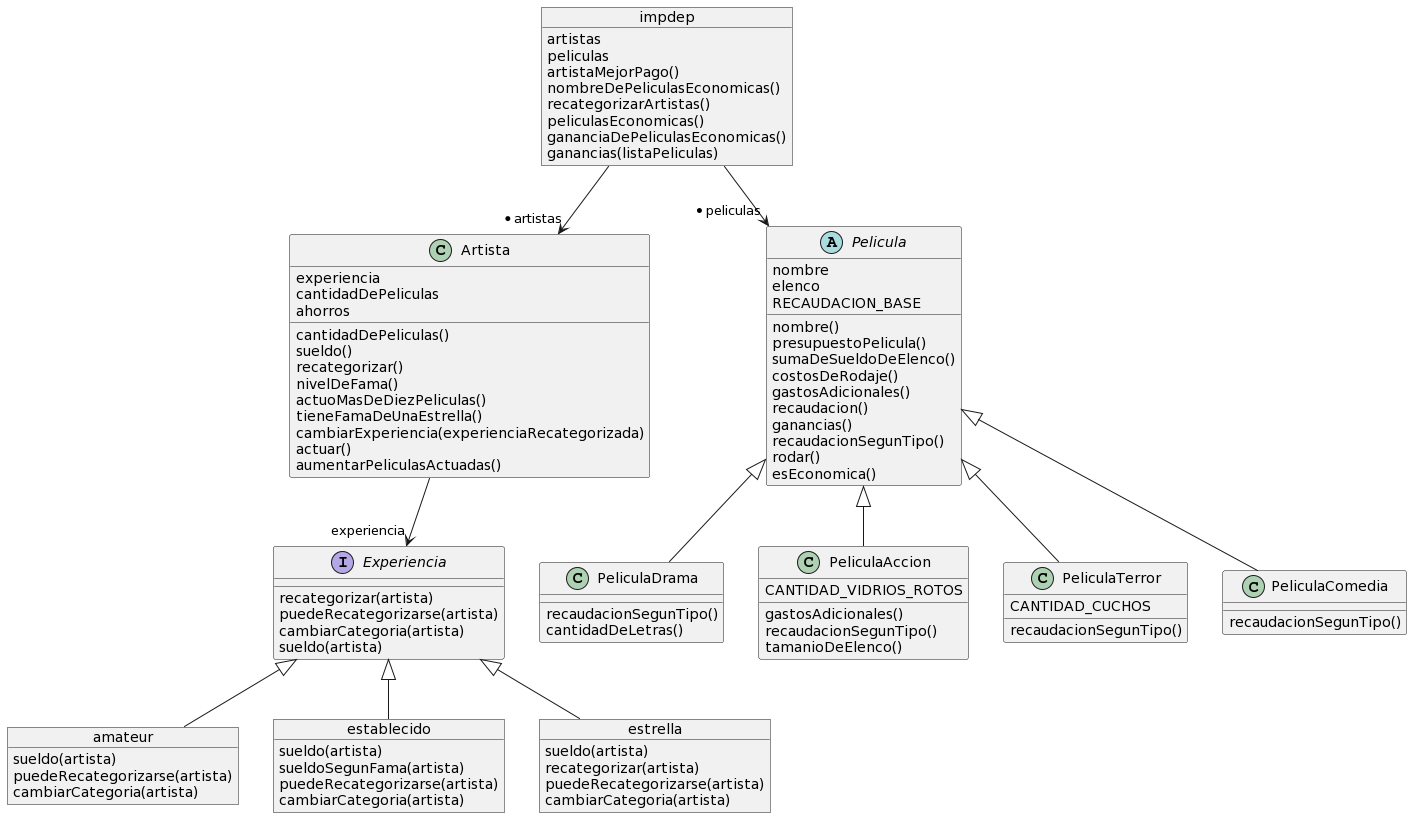 impdep
artistas
peliculas
artistaMejorPago()
nombreDePeliculasEconomicas()
recategorizarArtistas()
peliculasEconomicas()
gananciaDePeliculasEconomicas()
ganancias(listaPeliculas)
• artistas
• peliculas
C Artista
experiencia
cantidadDePeliculas
ahorros
cantidadDePeliculas()
sueldo()
recategorizar()
nivelDeFama()
actuoMasDeDiezPeliculas()
tieneFamaDeUnaEstrella()
cambiarExperiencia(experienciaRecategorizada)
actuar()
aumentarPeliculasActuadas()
A Pelicula
nombre
elenco
RECAUDACION_BASE
nombre()
presupuestoPelicula()
sumaDeSueldoDeElenco()
costosDeRodaje()
gastosAdicionales()
recaudacion()
ganancias()
recaudacionSegunTipo()
rodar()
esEconomica()
experiencia
I Experiencia
recategorizar(artista)
puedeRecategorizarse(artista)
cambiarCategoria(artista)
sueldo(artista)
C PeliculaDrama
recaudacionSegunTipo()
cantidadDeLetras()
C PeliculaAccion
CANTIDAD_VIDRIOS_ROTOS
gastosAdicionales()
recaudacionSegunTipo()
tamanioDeElenco()
C PeliculaTerror
CANTIDAD_CUCHOS
recaudacionSegunTipo()
C PeliculaComedia
recaudacionSegunTipo()
amateur
sueldo(artista)
puedeRecategorizarse(artista)
cambiarCategoria(artista)
establecido
sueldo(artista)
sueldoSegunFama(artista)
puedeRecategorizarse(artista)
cambiarCategoria(artista)
estrella
sueldo(artista)
recategorizar(artista)
puedeRecategorizarse(artista)
cambiarCategoria(artista)